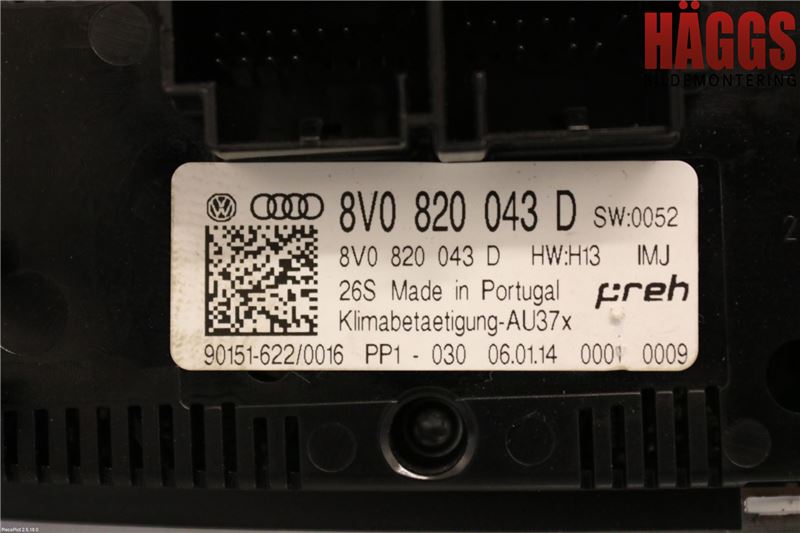 HÄGGS
BILDEMONTERING
8V0 820 043 D SW:0052
8V0 820 043 D HW:H13 IMJ
26S Made in Portugal preh
Klimabetaetigung-AU37x
90151-622/0016 PP1 - 030 06.01.14 0001 0009
2